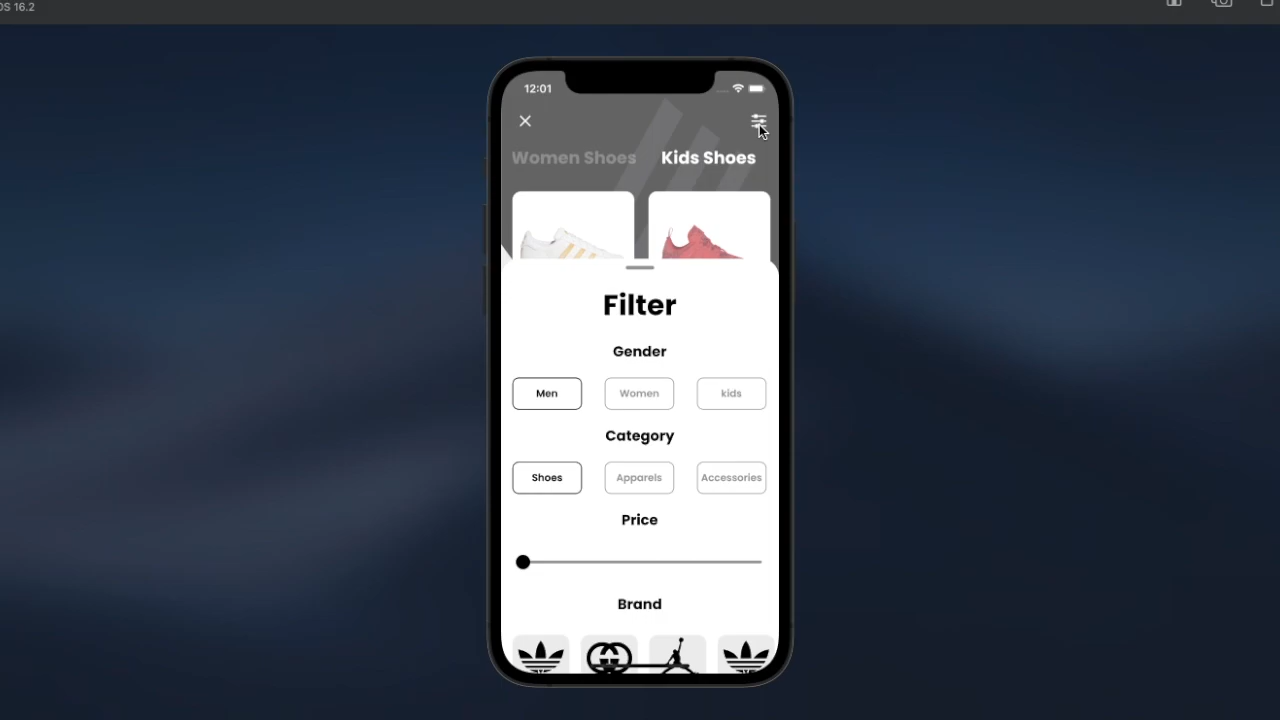 OS 16.2
12:01
Women Shoes Kids Shoes
Filter
Gender
Men Women kids
Category
Shoes Apparels Accessories
Price
Brand